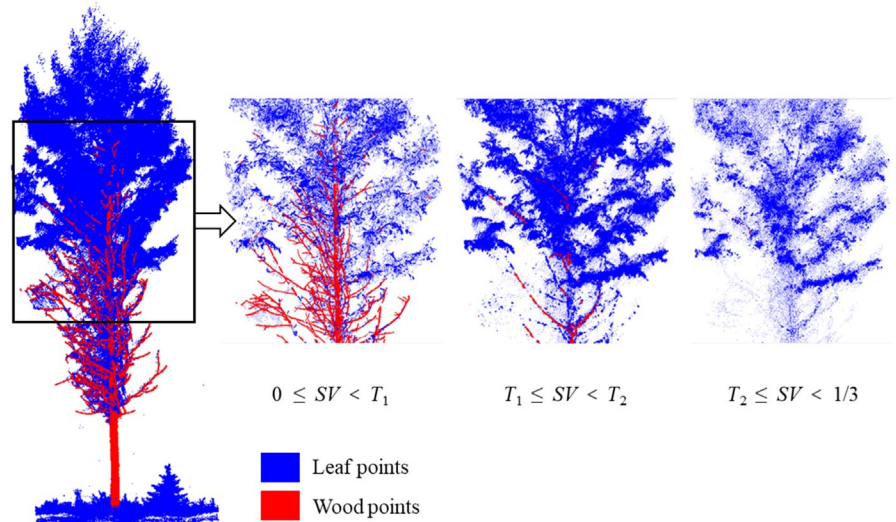 0 ≤ SV < T₁
T₁ ≤ SV < T₂
T₂ ≤ SV < 1/3
Leaf points
Wood points